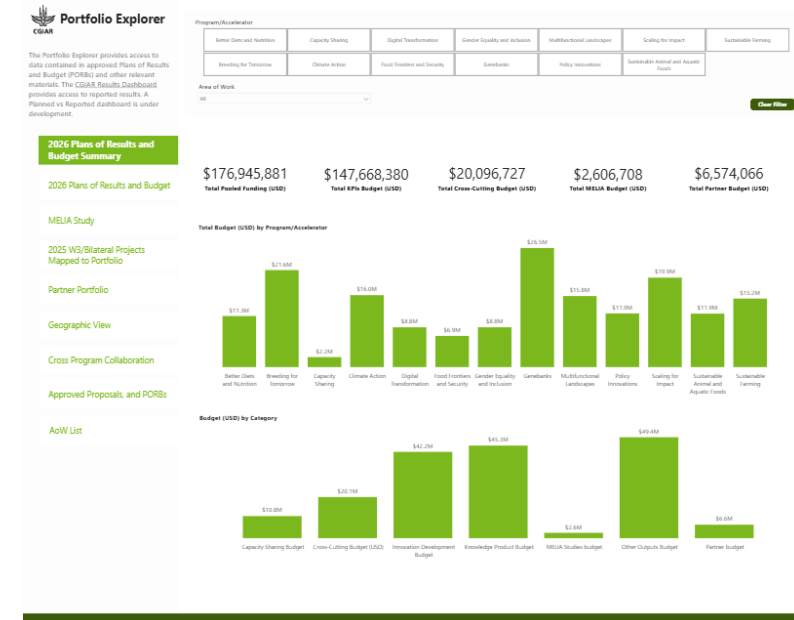 Portfolio Explorer
CGIAR
The Portfolio Explorer provides access to
data contained in approved Plans of Results
and Budget (PORBs) and other relevant
materials. The CGIAR Results Dashboard
provides access to reported results. A
Planned vs Reported dashboard is under
development.
2026 Plans of Results and
Budget Summary
2026 Plans of Results and Budget
MELIA Study
2025 W3/Bilateral Projects
Mapped to Portfolio
Partner Portfolio
Geographic View
Cross Program Collaboration
Approved Proposals, and PORBs
AoW List
Program/Accelerator
Better Diets and Nutrition
Capacity Sharing
Digital Transformation
Gender Equality and Inclusion
Multifunctional Landscapes
Scaling for Impact
Sustainable Farming
Breeding for Tomorrow
Climate Action
Food Frontiers and Security
Genebanks
Policy Innovations
Sustainable Animal and Aquatic
Foods
Area of Work
All
Clear Filter
$176,945,881
Total Pooled Funding (USD)
$147,668,380
Total KPIs Budget (USD)
$20,096,727
Total Cross-Cutting Budget (USD)
$2,606,708
Total MELIA Budget (USD)
$6,574,066
Total Partner Budget (USD)
Total Budget (USD) by Program/Accelerator
$11.3M
$21.6M
$2.2M
$16.0M
$8.8M
$6.9M
$8.8M
$26.5M
$15.8M
$11.9M
$19.9M
$11.9M
$15.2M
Better Diets
and Nutrition
Breeding for
Tomorrow
Capacity
Sharing
Climate Action
Digital
Transformation
Food Frontiers
and Security
Gender Equality
and Inclusion
Genebanks
Multifunctional
Landscapes
Policy
Innovations
Scaling for
Impact
Sustainable
Animal and
Aquatic Foods
Sustainable
Farming
Budget (USD) by Category
$10.8M
$20.1M
$42.2M
$45.3M
$2.6M
$49.4M
$6.6M
Capacity Sharing Budget
Cross-Cutting Budget (USD)
Innovation Development
Budget
Knowledge Product Budget
MELIA Studies budget
Other Outputs Budget
Partner budget